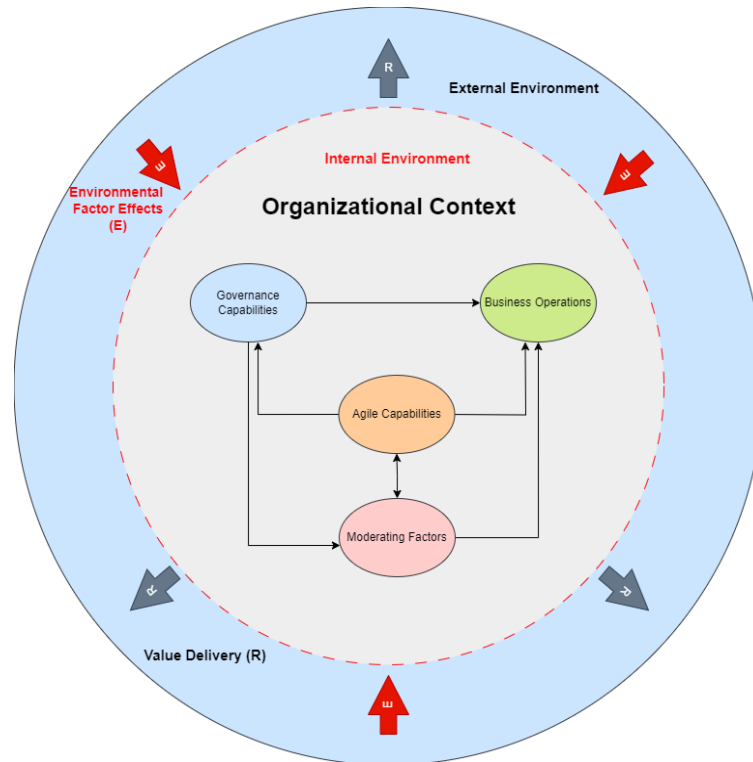 R
External Environment
E
E
Internal Environment
Environmental
Factor Effects
(E)
Organizational Context
Governance
Capabilities
Business Operations
Agile Capabilities
Moderating Factors
R
R
Value Delivery (R)
E